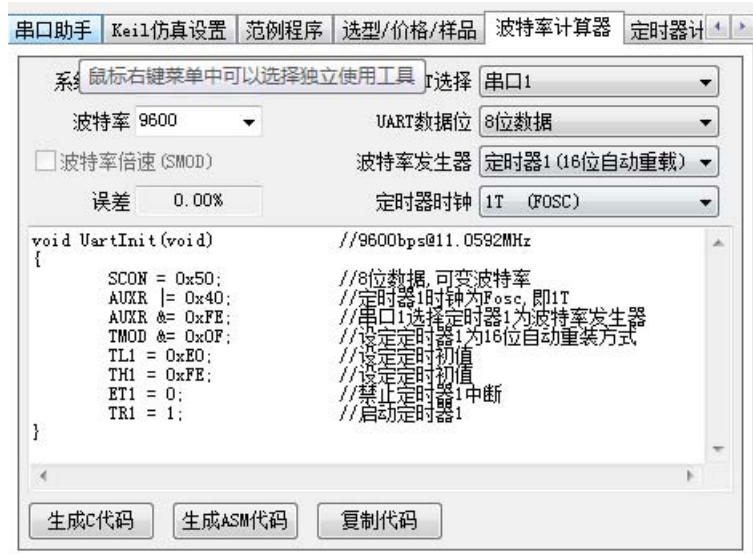 串口助手 Keil仿真设置 范例程序 选型/价格/样品 波特率计算器 定时器计
鼠标右键菜单中可以选择独立使用工具 选择 串口1
波特率 9600 UART数据位 8位数据
波特率倍速(SMOD) 波特率发生器 定时器1(16位自动重载)
误差 0.00% 定时器时钟 1T (FOSC)
void UartInit(void) //9600bps@11.0592MHz
{
SCON = 0x50; //8位数据,可变波特率
AUXR |= 0x40; //定时器1时钟为Fosc,即1T
AUXR &= 0xFE; //串口1选择定时器1为波特率发生器
TMOD &= 0x0F; //设定定时器1为16位自动重装方式
TL1 = 0xE0; //设定定时初值
TH1 = 0xFE; //设定定时初值
ET1 = 0; //禁止定时器1中断
TR1 = 1; //启动定时器1
}
生成C代码 生成ASM代码 复制代码